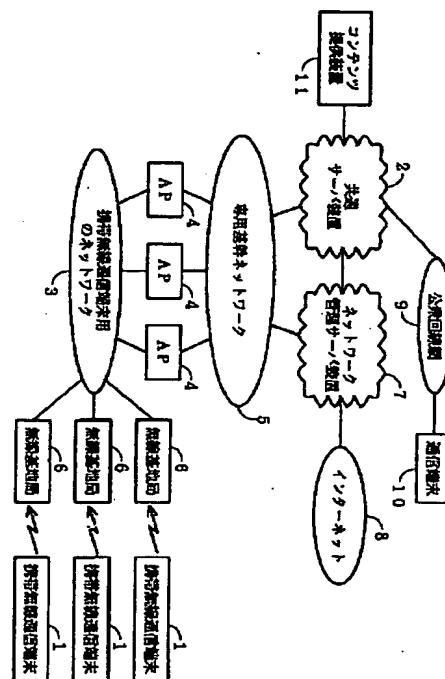 コンテンツ
提供装置
11
共通
サーバ装置
2
公衆回線網
9
通信端末
10
ネットワーク
管理サーバ装置
7
インターネット
8
専用基幹ネットワーク
5
AP
4
AP
4
AP
4
携帯無線通信端末用
のネットワーク
3
無線基地局
6
無線基地局
6
無線基地局
6
携帯無線通信端末
1
携帯無線通信端末
1
携帯無線通信端末
1